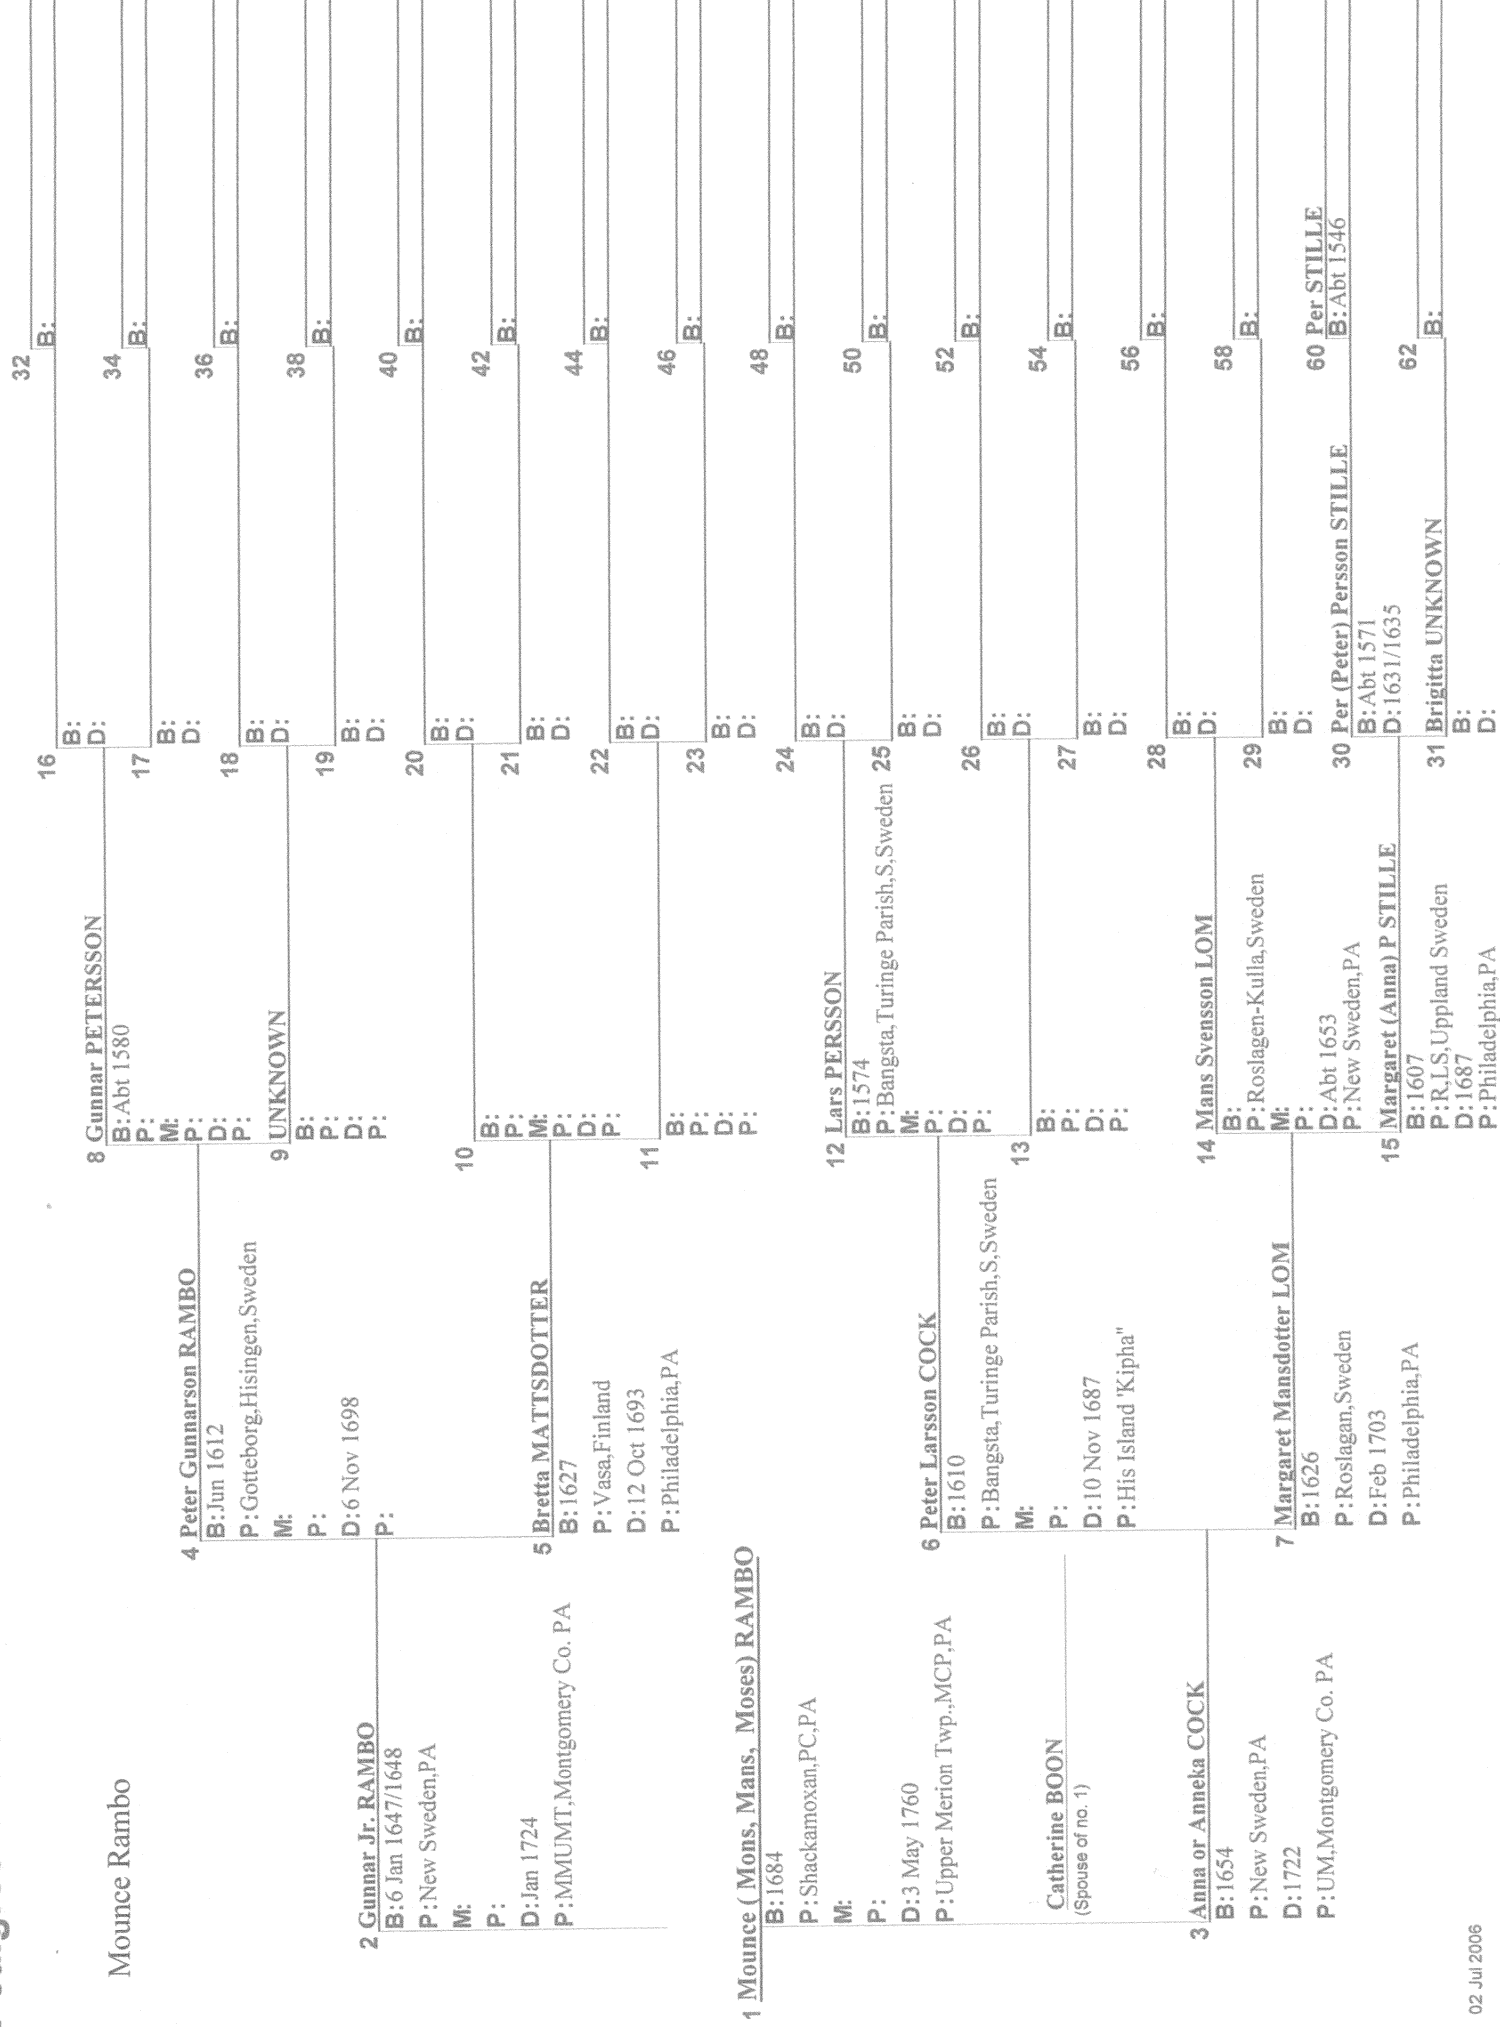 Mounce Rambo
1 Mounce ( Mons, Mans, Moses) RAMBO
B:1684
P:Shackamoxan,PC,PA
M:
P:
D:3 May 1760
P:Upper Merion Twp.,MCP,PA
Catherine BOON
(Spouse of no. 1)
2 Gunnar Jr. RAMBO
B:6 Jan 1647/1648
P:New Sweden,PA
M:
P:
D:Jan 1724
P:MMUMT,Montgomery Co. PA
3 Anna or Anneka COCK
B:1654
P:New Sweden,PA
D:1722
P:UM,Montgomery Co. PA
4 Peter Gunnarson RAMBO
B:Jun 1612
P:Gotteborg,Hisingen,Sweden
M:
P:
D:6 Nov 1698
P:
5 Bretta MATTSDOTTER
B:1627
P:Vasa,Finland
D:12 Oct 1693
P:Philadelphia,PA
6 Peter Larsson COCK
B:1610
P:Bangsta,Turinge Parish,S,Sweden
M:
P:
D:10 Nov 1687
P:His Island 'Kipha"
7 Margaret Mansdotter LOM
B:1626
P:Roslagan,Sweden
D:Feb 1703
P:Philadelphia,PA
8 Gunnar PETERSSON
B:Abt 1580
P:
M:
P:
D:
P:
9 UNKNOWN
B:
P:
D:
P:
10
B:
P:
M:
P:
D:
P:
11
B:
P:
D:
P:
12 Lars PERSSON
B:1574
P:Bangsta,Turinge Parish,S,Sweden
M:
P:
D:
P:
13
B:
P:
D:
P:
14 Mans Svensson LOM
B:
P:Roslagen-Kulla,Sweden
M:
P:
D:Abt 1653
P:New Sweden,PA
15 Margaret (Anna) P STILLE
B:1607
P:R,LS,Uppland Sweden
D:1687
P:Philadelphia,PA
16
B:
D:
17
B:
D:
18
B:
D:
19
B:
D:
20
B:
D:
21
B:
D:
22
B:
D:
23
B:
D:
24
B:
D:
25
B:
D:
26
B:
D:
27
B:
D:
28
B:
D:
29
B:
D:
30 Per (Peter) Persson STILLE
B:Abt 1571
D:1631/1635
31 Brigitta UNKNOWN
B:
D:
32
B:
34
B:
36
B:
38
B:
40
B:
42
B:
44
B:
46
B:
48
B:
50
B:
52
B:
54
B:
56
B:
58
B:
60 Per STILLE
B:Abt 1546
62
B:
02 Jul 2006